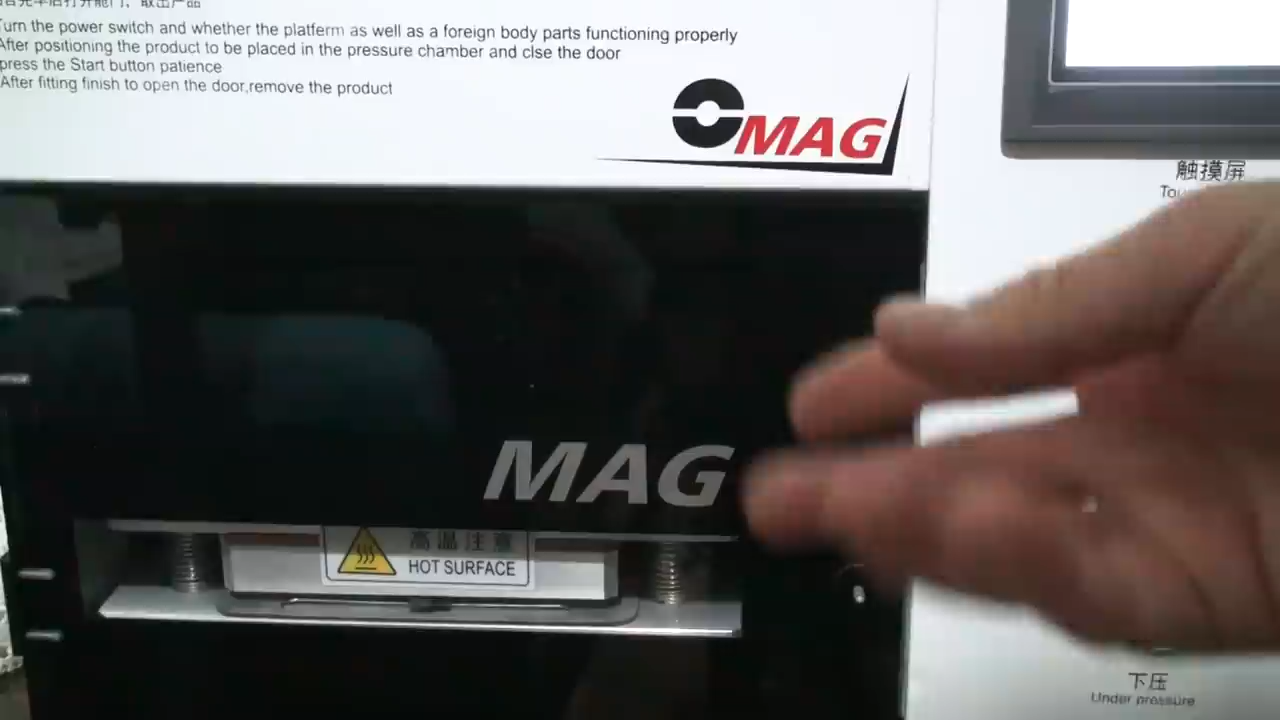 Turn the power switch and whether the platferm as well as a foreign body parts functioning properly
After positioning the product to be placed in the pressure chamber and clse the door
press the Start button patience
After fitting finish to open the door,remove the product
MAG
触摸屏
MAG
高温注意
HOT SURFACE
下压
Under pressure